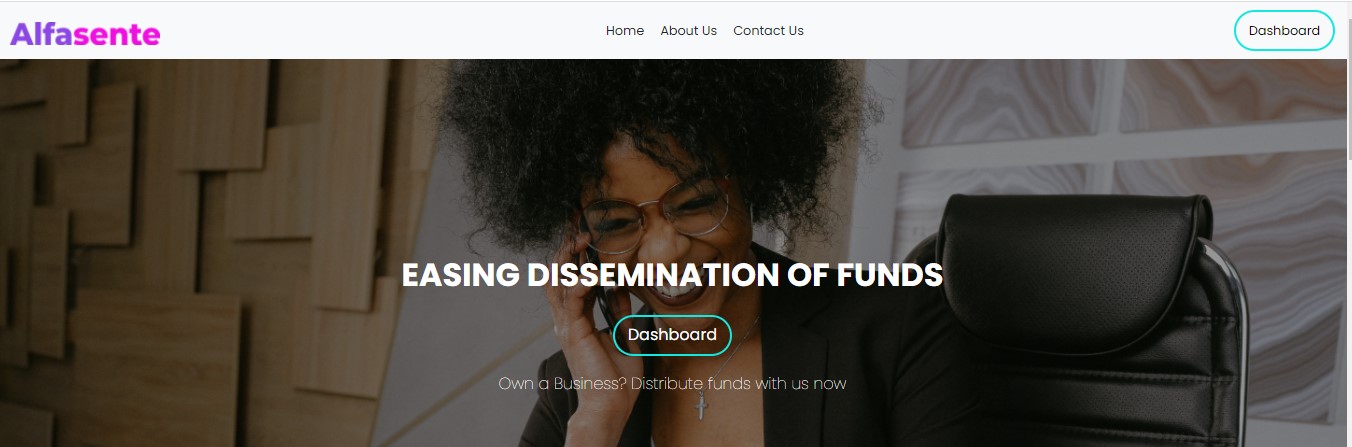 Alfasente
Home About Us Contact Us
Dashboard
EASING DISSEMINATION OF FUNDS
Dashboard
Own a Business? Distribute funds with us now